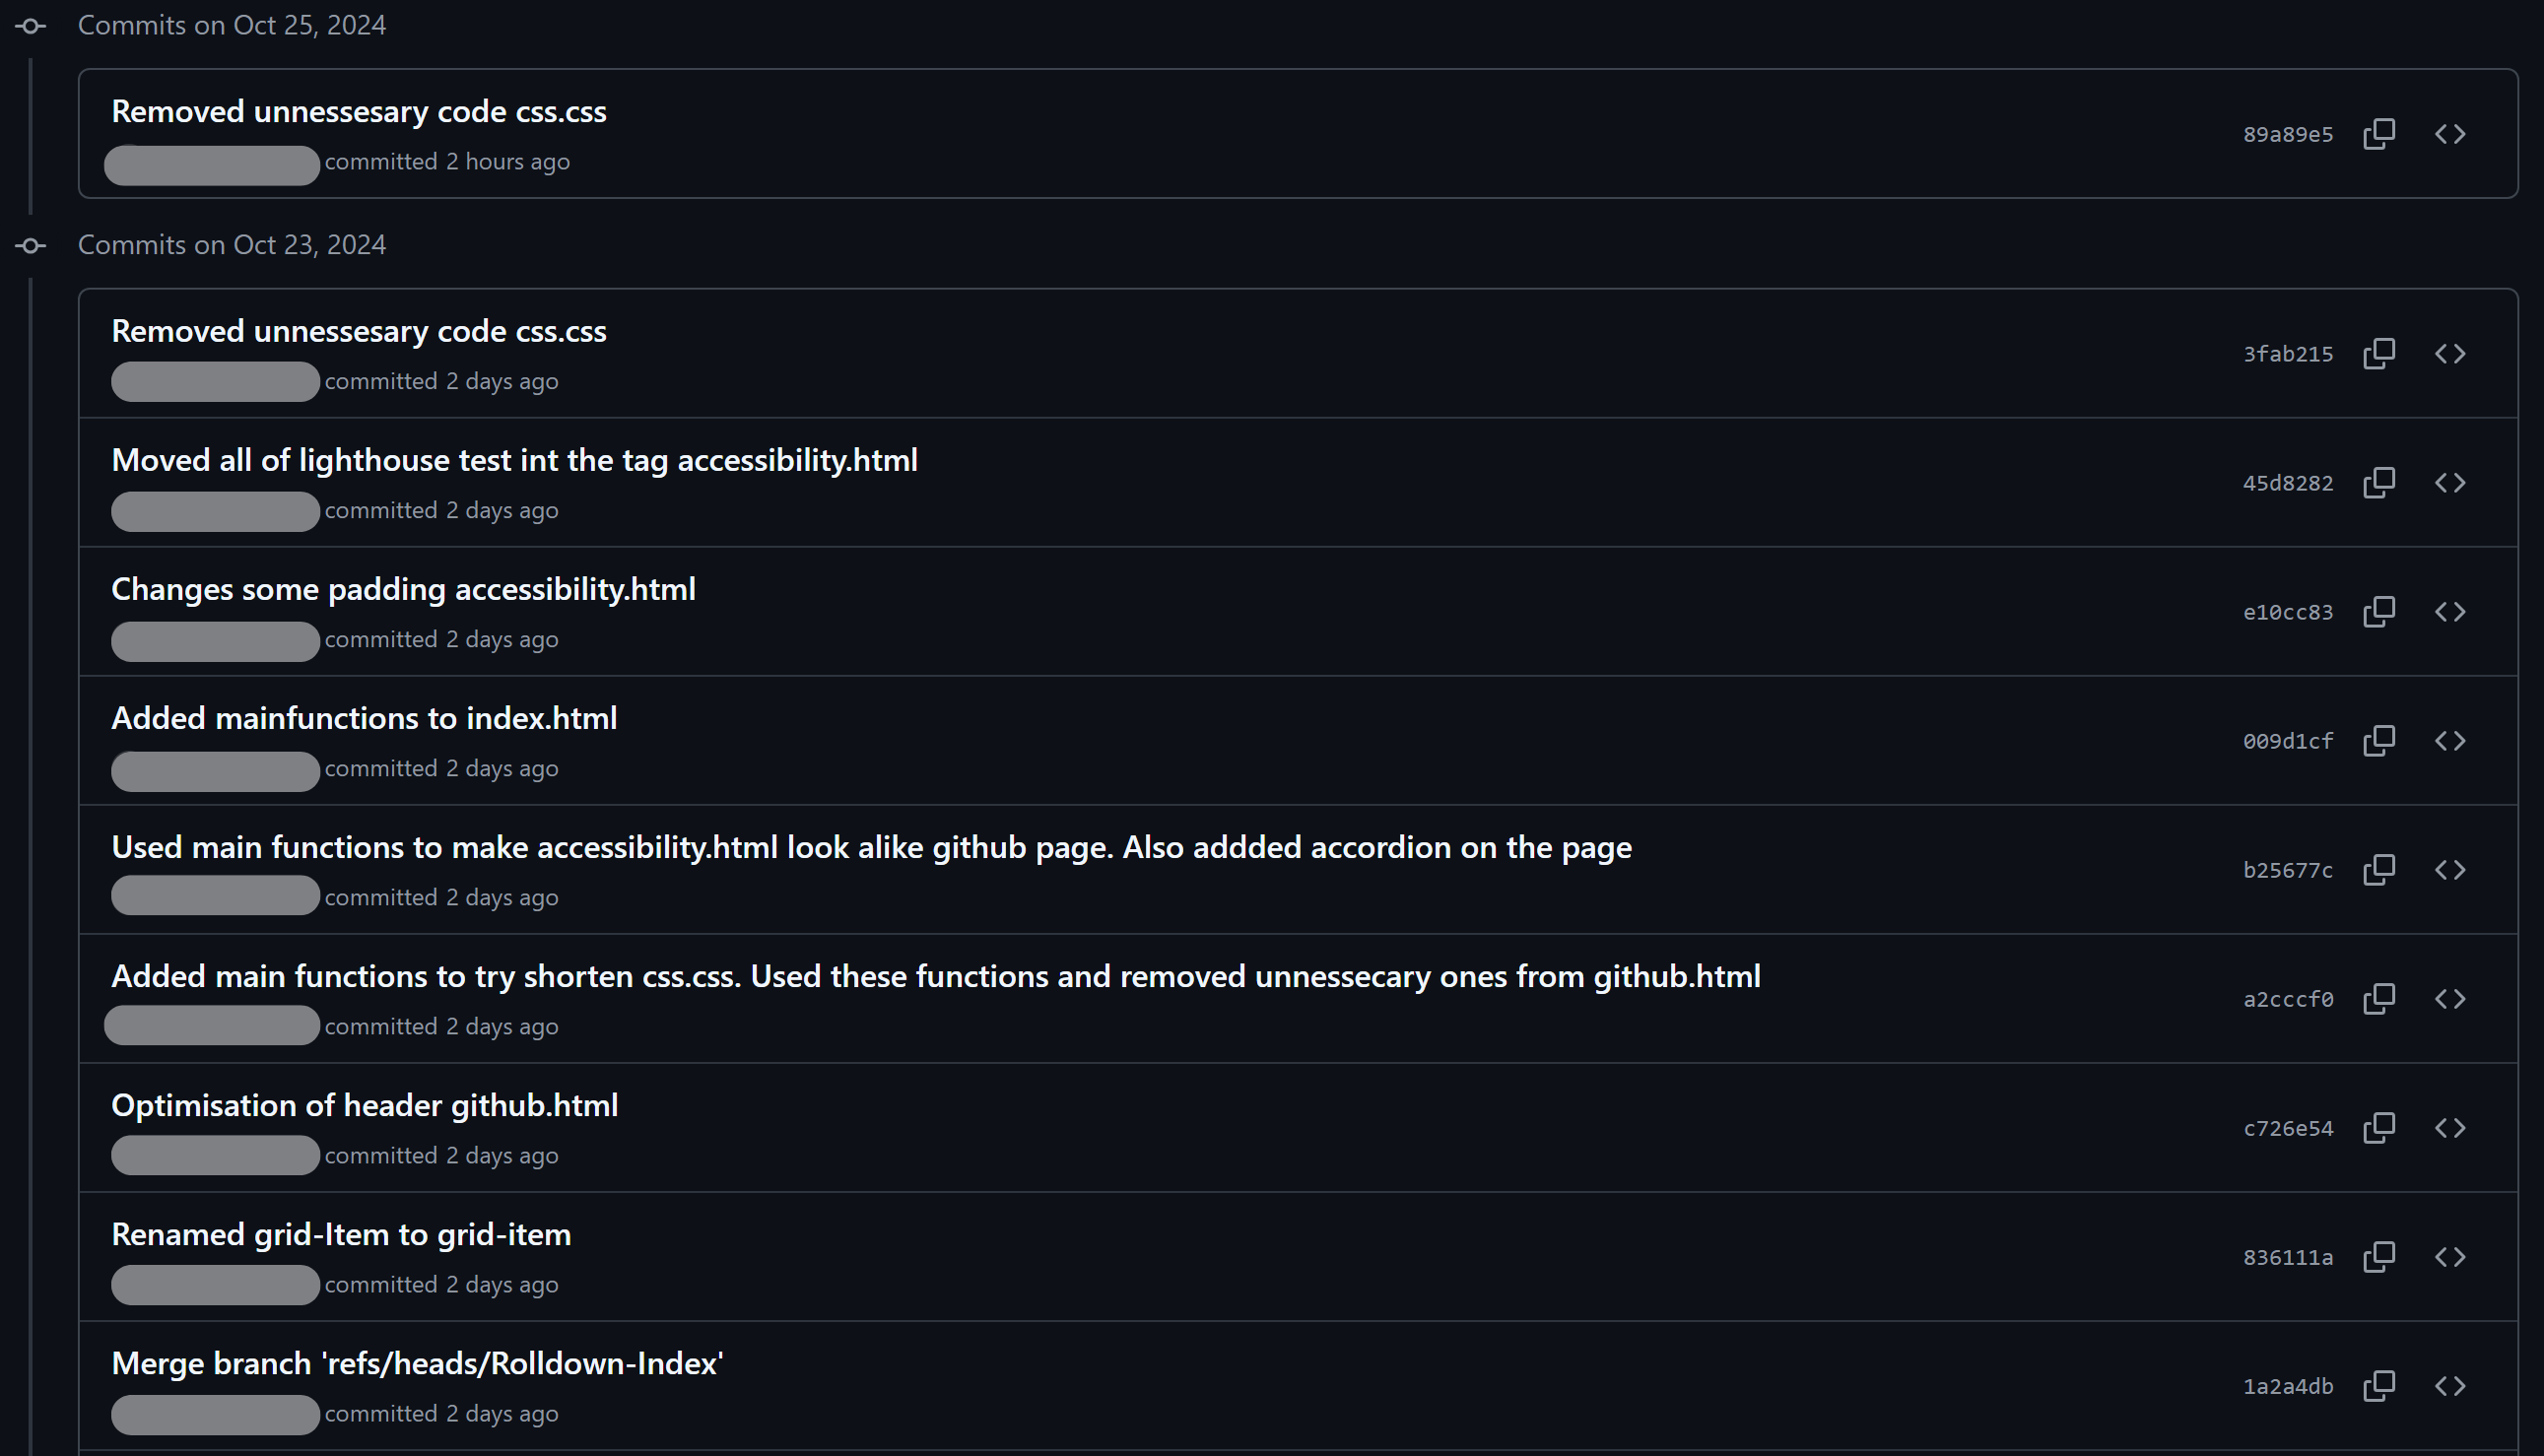 Commits on Oct 25, 2024
Removed unnessesary code css.css
committed 2 hours ago
89a89e5
Commits on Oct 23, 2024
Removed unnessesary code css.css
committed 2 days ago
3fab215
Moved all of lighthouse test int the tag accessibility.html
committed 2 days ago
45d8282
Changes some padding accessibility.html
committed 2 days ago
e10cc83
Added mainfunctions to index.html
committed 2 days ago
009d1cf
Used main functions to make accessibility.html look alike github page. Also addded accordion on the page
committed 2 days ago
b25677c
Added main functions to try shorten css.css. Used these functions and removed unnessecary ones from github.html
committed 2 days ago
a2cccf0
Optimisation of header github.html
committed 2 days ago
c726e54
Renamed grid-Item to grid-item
committed 2 days ago
836111a
Merge branch 'refs/heads/Rolldown-Index'
committed 2 days ago
1a2a4db